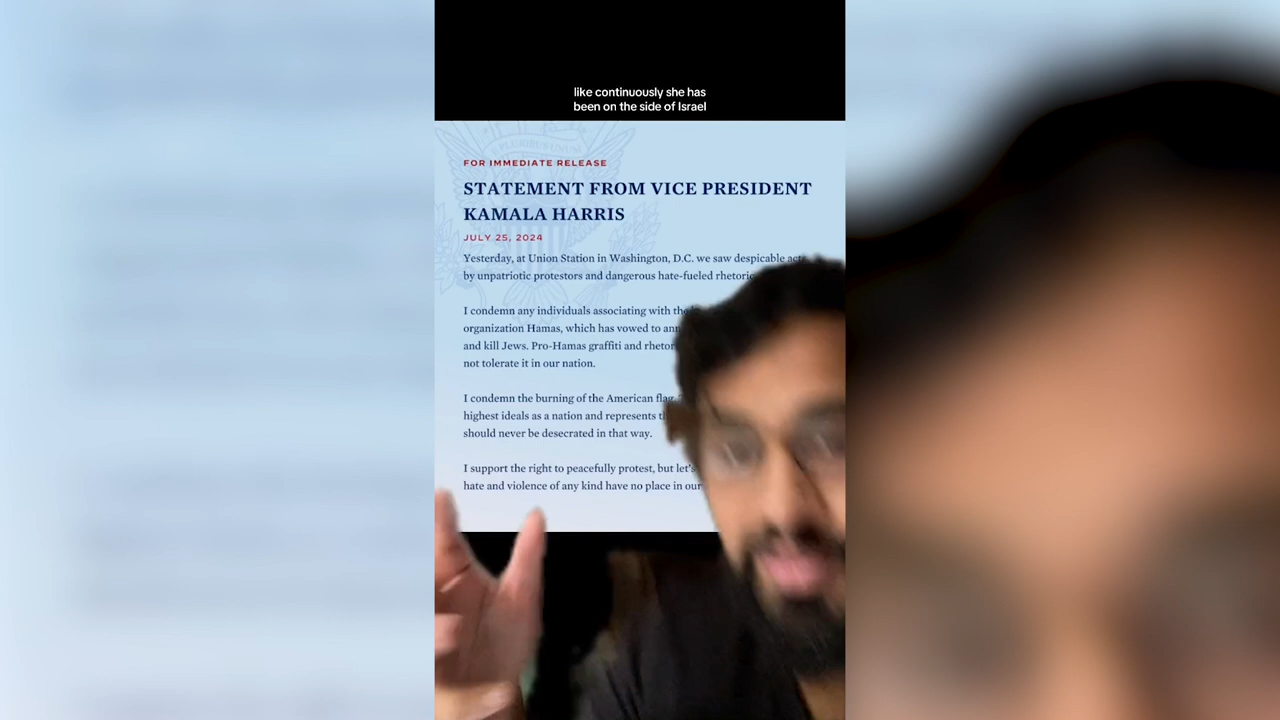 like continuously she has
been on the side of Israel
E PLURIBUS UNUM
FOR IMMEDIATE RELEASE
STATEMENT FROM VICE PRESIDENT
KAMALA HARRIS
JULY 25, 2024
Yesterday, at Union Station in Washington, D.C. we saw despicable acts
by unpatriotic protestors and dangerous hate-fueled rhetoric
I condemn any individuals associating with the
organization Hamas, which has vowed to
and kill Jews. Pro-Hamas graffiti and
not tolerate it in our nation.
I condemn the burning of the American flag.
highest ideals as a nation and represents
should never be desecrated in that way.
I support the right to peacefully protest, but let's
hate and violence of any kind have no place in our